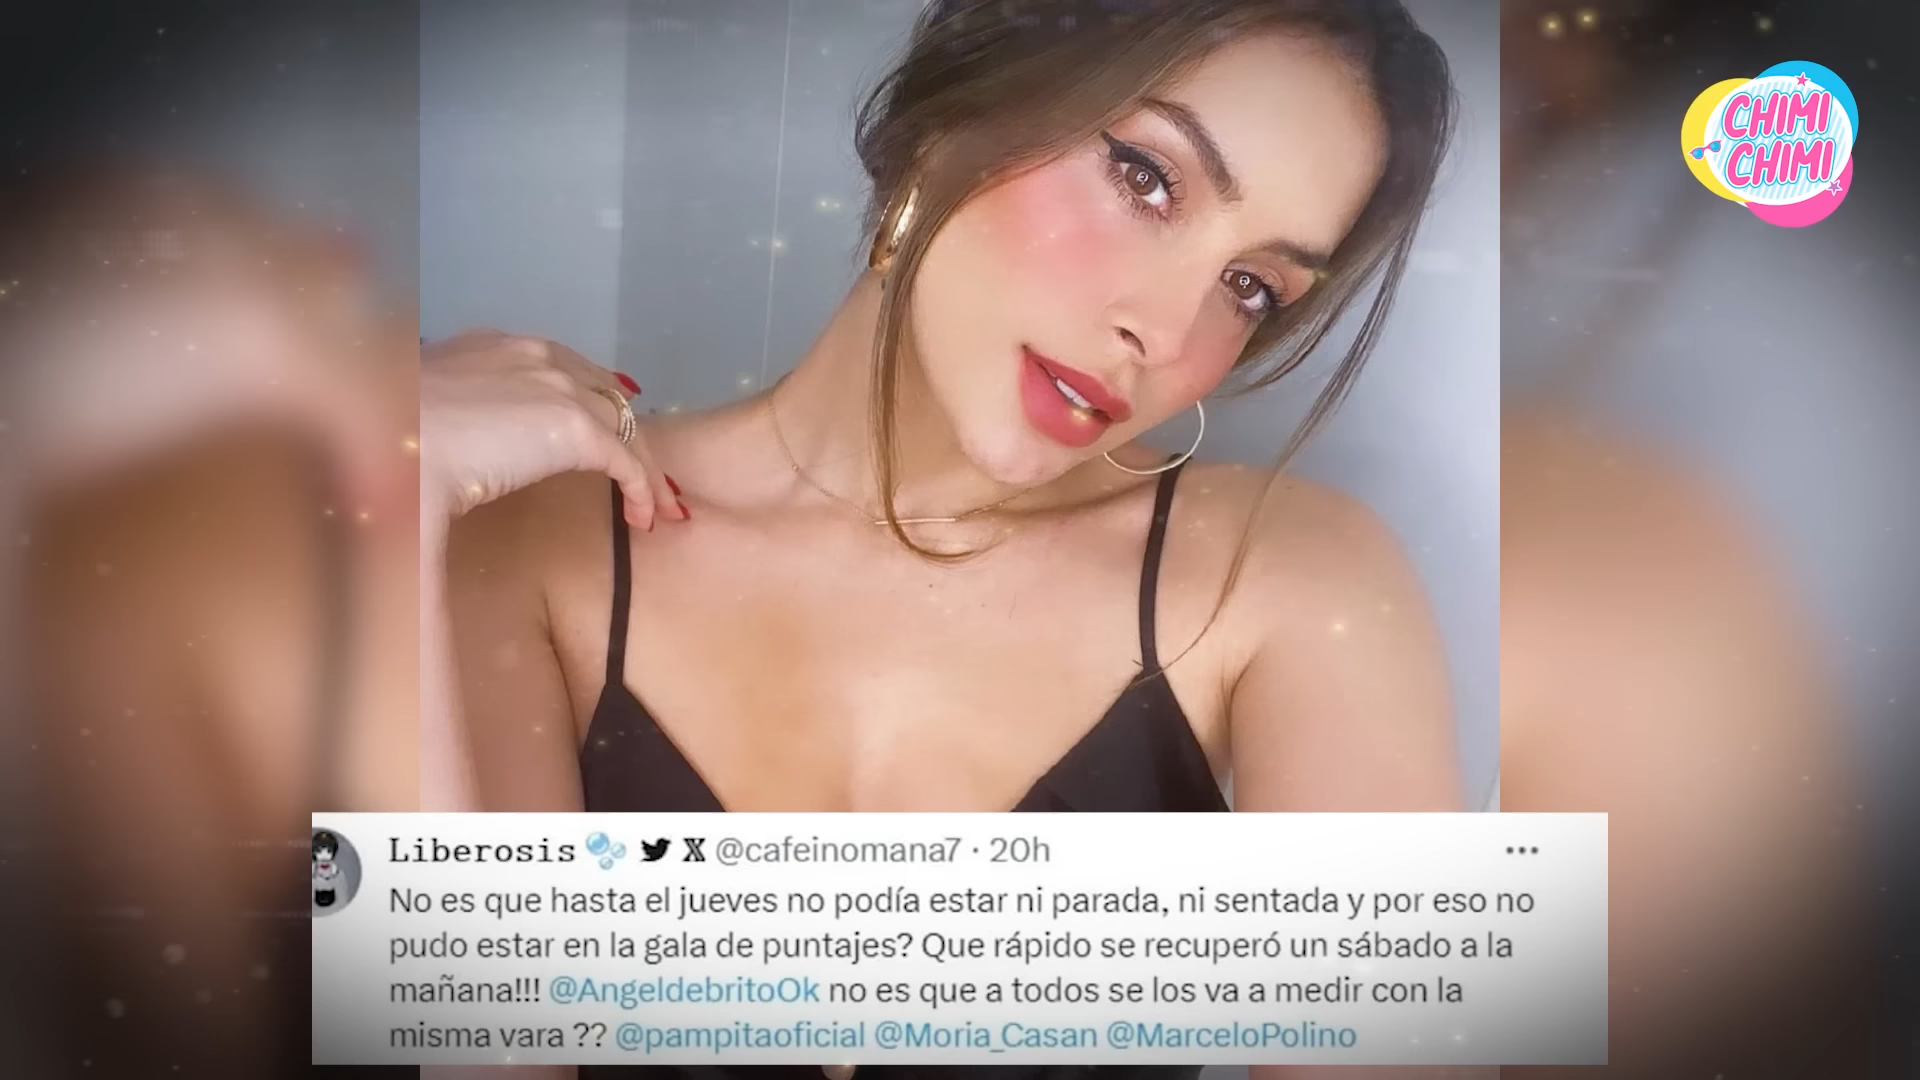 CHIMI
CHIMI
Liberosis 🫧 𝕏 @cafeinomana7 · 20h
No es que hasta el jueves no podía estar ni parada, ni sentada y por eso no
pudo estar en la gala de puntajes? Que rápido se recuperó un sábado a la
mañana!!! @AngeldebritoOk no es que a todos se los va a medir con la
misma vara ?? @pampitaoficial @Moria_Casan @MarceloPolino